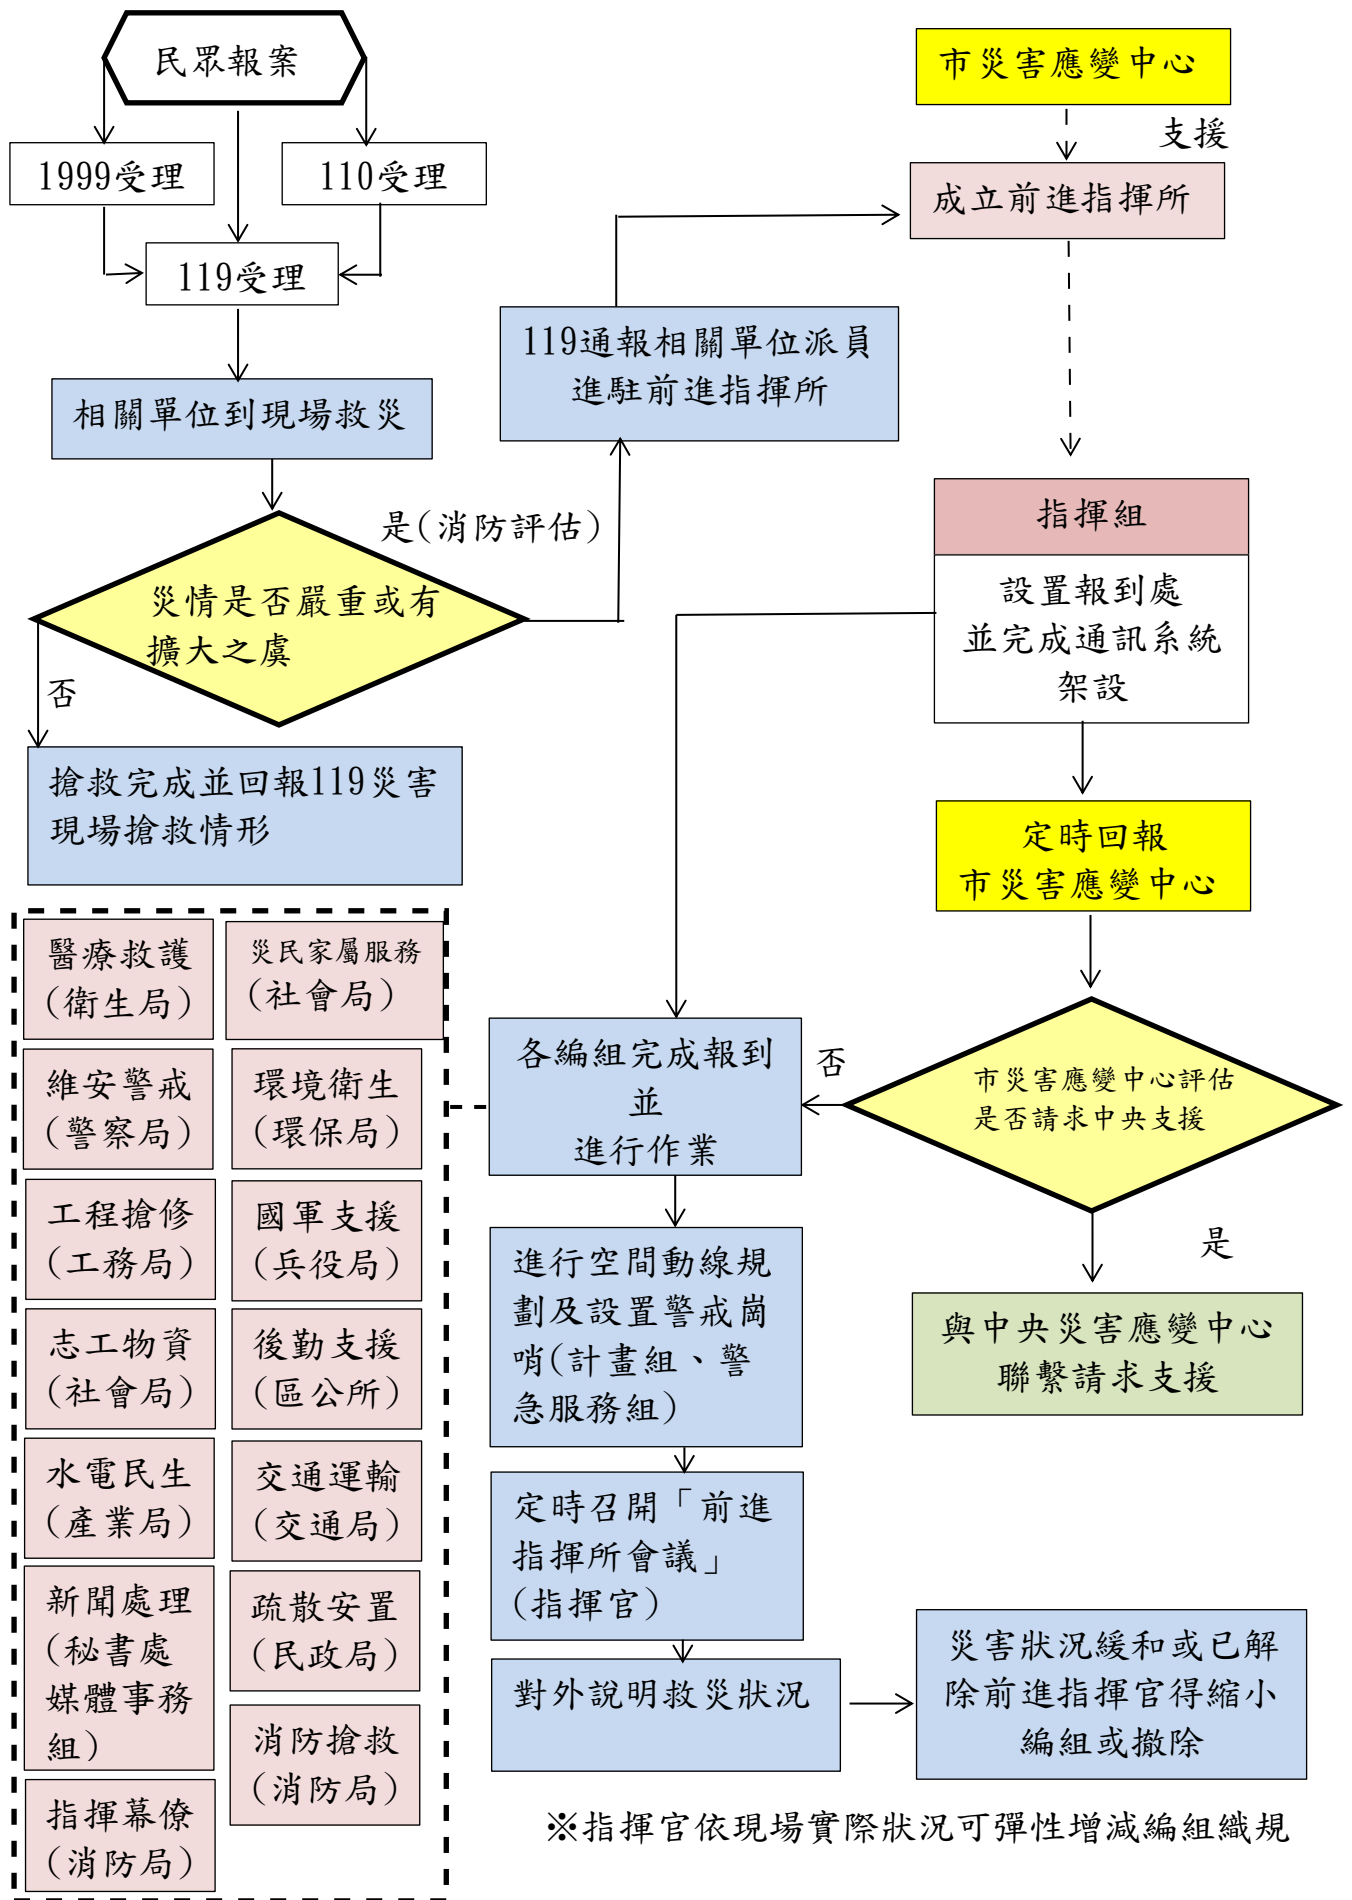 民眾報案
1999受理
110受理
119受理
相關單位到現場救災
災情是否嚴重或有
擴大之虞
是(消防評估)
否
搶救完成並回報119災害
現場搶救情形
119通報相關單位派員
進駐前進指揮所
市災害應變中心
支援
成立前進指揮所
指揮組
設置報到處
並完成通訊系統
架設
定時回報
市災害應變中心
市災害應變中心評估
是否請求中央支援
否
是
與中央災害應變中心
聯繫請求支援
各編組完成報到
並
進行作業
進行空間動線規
劃及設置警戒崗
哨(計畫組、警
急服務組)
定時召開「前進
指揮所會議」
(指揮官)
對外說明救災狀況
災害狀況緩和或已解
除前進指揮官得縮小
編組或撤除
醫療救護
(衛生局)
災民家屬服務
(社會局)
維安警戒
(警察局)
環境衛生
(環保局)
工程搶修
(工務局)
國軍支援
(兵役局)
志工物資
(社會局)
後勤支援
(區公所)
水電民生
(產業局)
交通運輸
(交通局)
新聞處理
(秘書處
媒體事務
組)
疏散安置
(民政局)
消防搶救
(消防局)
指揮幕僚
(消防局)
※指揮官依現場實際狀況可彈性增減編組織規